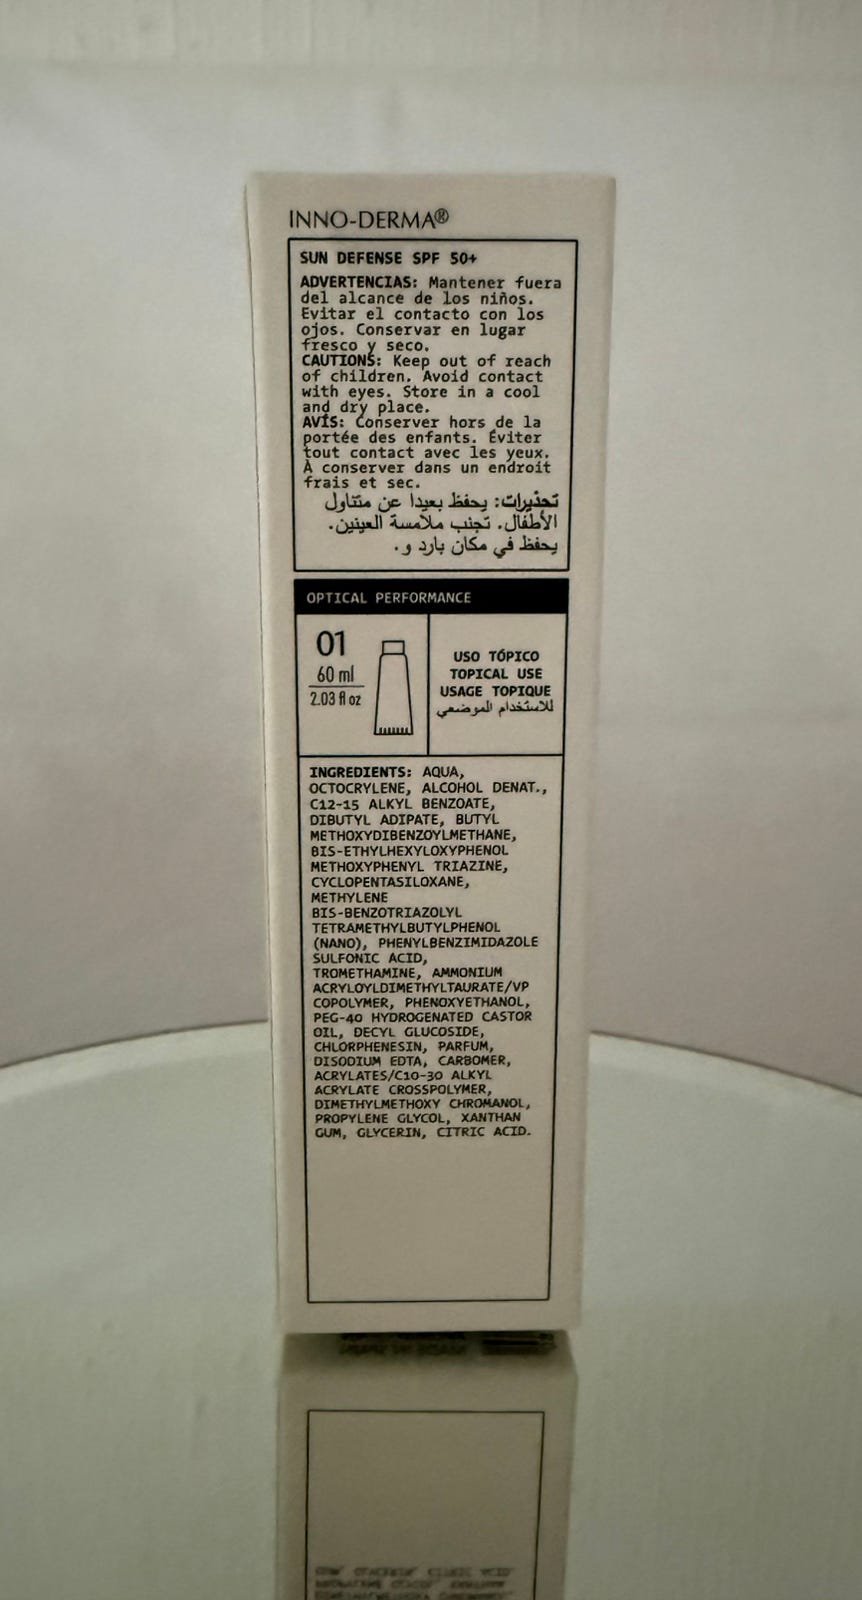 INNO-DERMA®
SUN DEFENSE SPF 50+
ADVERTENCIAS: Mantener fuera
del alcance de los niños.
Evitar el contacto con los
ojos. Conservar en lugar
fresco y seco.
CAUTIONS: Keep out of reach
of children. Avoid contact
with eyes. Store in a cool
and dry place.
AVIS: Conserver hors de la
portée des enfants. Éviter
tout contact avec les yeux.
À conserver dans un endroit
frais et sec.
تحذيرات: يحفظ بعيدا عن متناول
الأطفال. تجنب ملامسة العينين.
يحفظ في مكان بارد و.
OPTICAL PERFORMANCE
01
60 ml
2.03 fl oz
USO TÓPICO
TOPICAL USE
USAGE TOPIQUE
للاستخدام الموضعي
INGREDIENTS: AQUA,
OCTOCRYLENE, ALCOHOL DENAT.,
C12-15 ALKYL BENZOATE,
DIBUTYL ADIPATE, BUTYL
METHOXYDIBENZOYLMETHANE,
BIS-ETHYLHEXYLOXYPHENOL
METHOXYPHENYL TRIAZINE,
CYCLOPENTASILOXANE,
METHYLENE
BIS-BENZOTRIAZOLYL
TETRAMETHYLBUTYLPHENOL
(NANO), PHENYLBENZIMIDAZOLE
SULFONIC ACID,
TROMETHAMINE, AMMONIUM
ACRYLOYLDIMETHYLTAURATE/VP
COPOLYMER, PHENOXYETHANOL,
PEG-40 HYDROGENATED CASTOR
OIL, DECYL GLUCOSIDE,
CHLORPHENESIN, PARFUM,
DISODIUM EDTA, CARBOMER,
ACRYLATES/C10-30 ALKYL
ACRYLATE CROSSPOLYMER,
DIMETHYLMETHOXY CHROMANOL,
PROPYLENE GLYCOL, XANTHAN
GUM, GLYCERIN, CITRIC ACID.